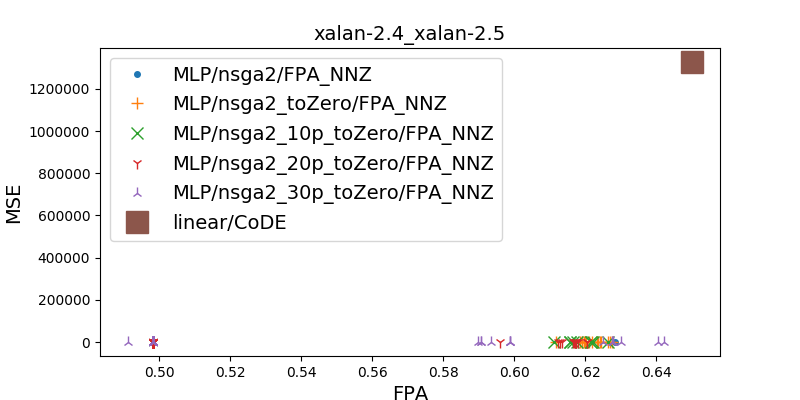 xalan-2.4_xalan-2.5
MLP/nsga2/FPA_NNZ
MLP/nsga2_toZero/FPA_NNZ
MLP/nsga2_10p_toZero/FPA_NNZ
MLP/nsga2_20p_toZero/FPA_NNZ
MLP/nsga2_30p_toZero/FPA_NNZ
linear/CoDE
MSE
1200000
1000000
800000
600000
400000
200000
0
0.50 0.52 0.54 0.56 0.58 0.60 0.62 0.64
FPA